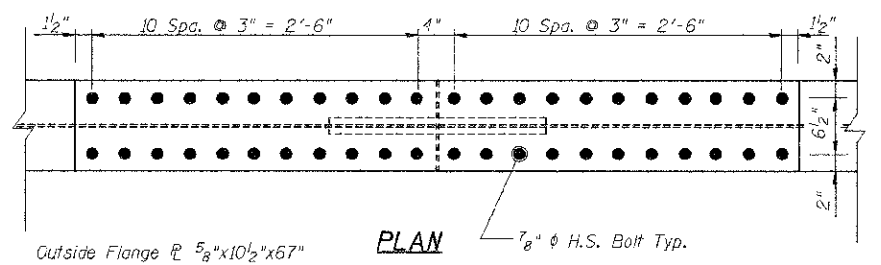 1½" 10 Spa. @ 3" = 2'-6" 4" 10 Spa. @ 3" = 2'-6" 1½"
2"
6½"
2"
Outside Flange ℄ ⅝"x10½"x67"
PLAN
⅞" ϕ H.S. Bolt Typ.